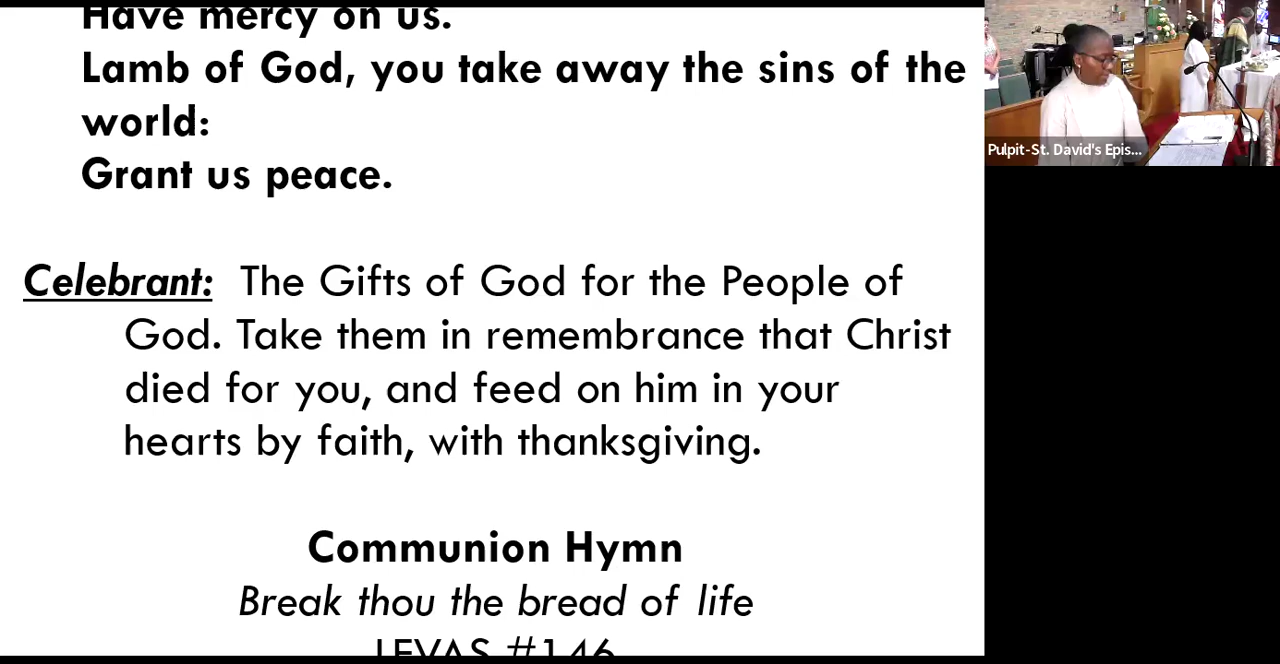 Have mercy on us.
Lamb of God, you take away the sins of the
world:
Grant us peace.
Celebrant: The Gifts of God for the People of
God. Take them in remembrance that Christ
died for you, and feed on him in your
hearts by faith, with thanksgiving.
Communion Hymn
Break thou the bread of life
LEVAS #146
Pulpit-St. David's Epis...